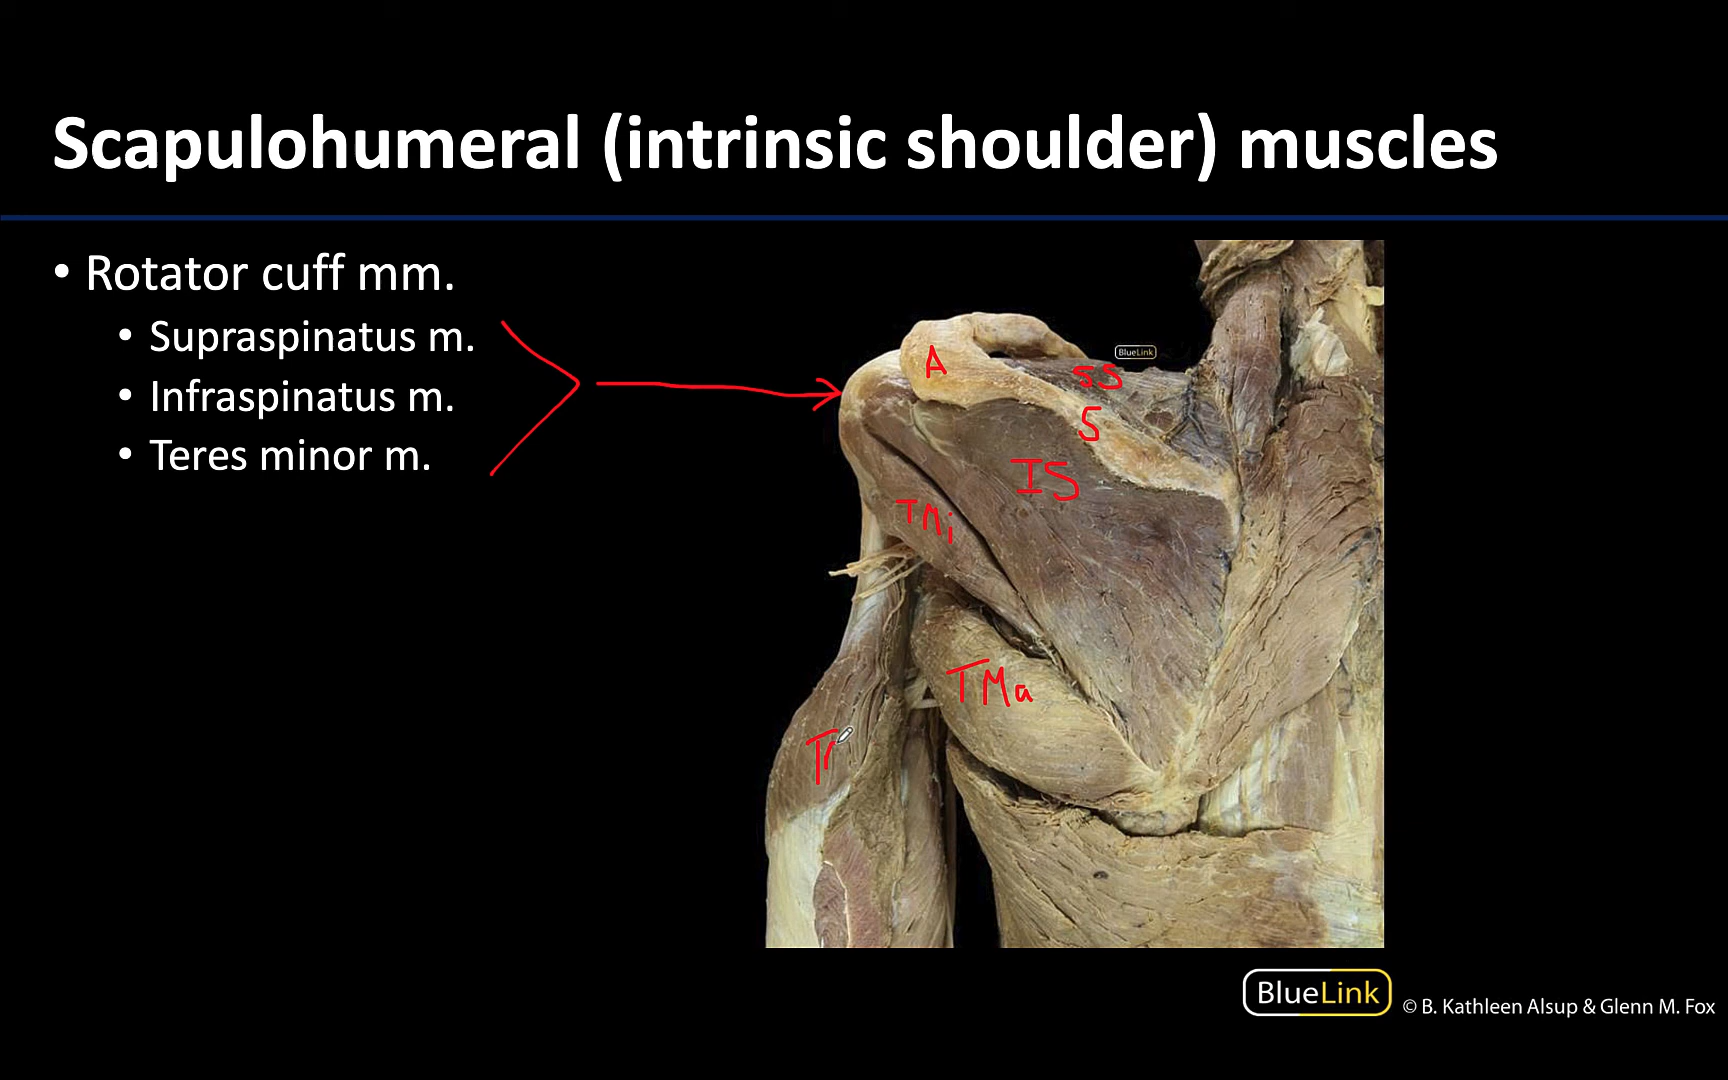 Scapulohumeral (intrinsic shoulder) muscles
• Rotator cuff mm.
• Supraspinatus m.
• Infraspinatus m.
• Teres minor m.
BlueLink
A
SS
S
IS
TMi
TMa
Tr
BlueLink
© B. Kathleen Alsup & Glenn M. Fox